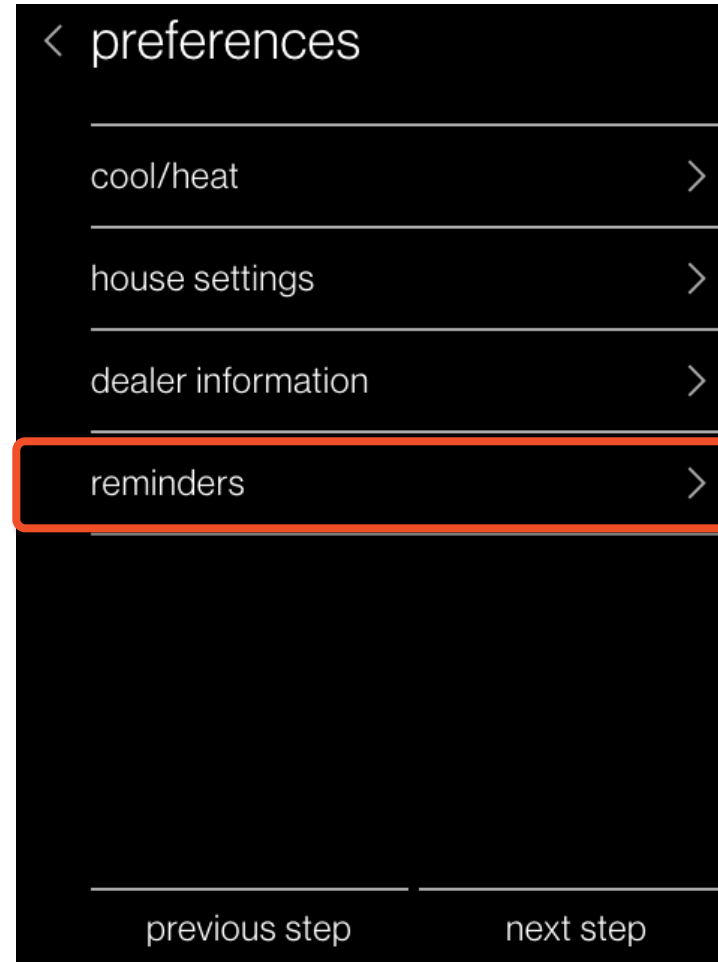 preferences
cool/heat
house settings
dealer information
reminders
previous step next step